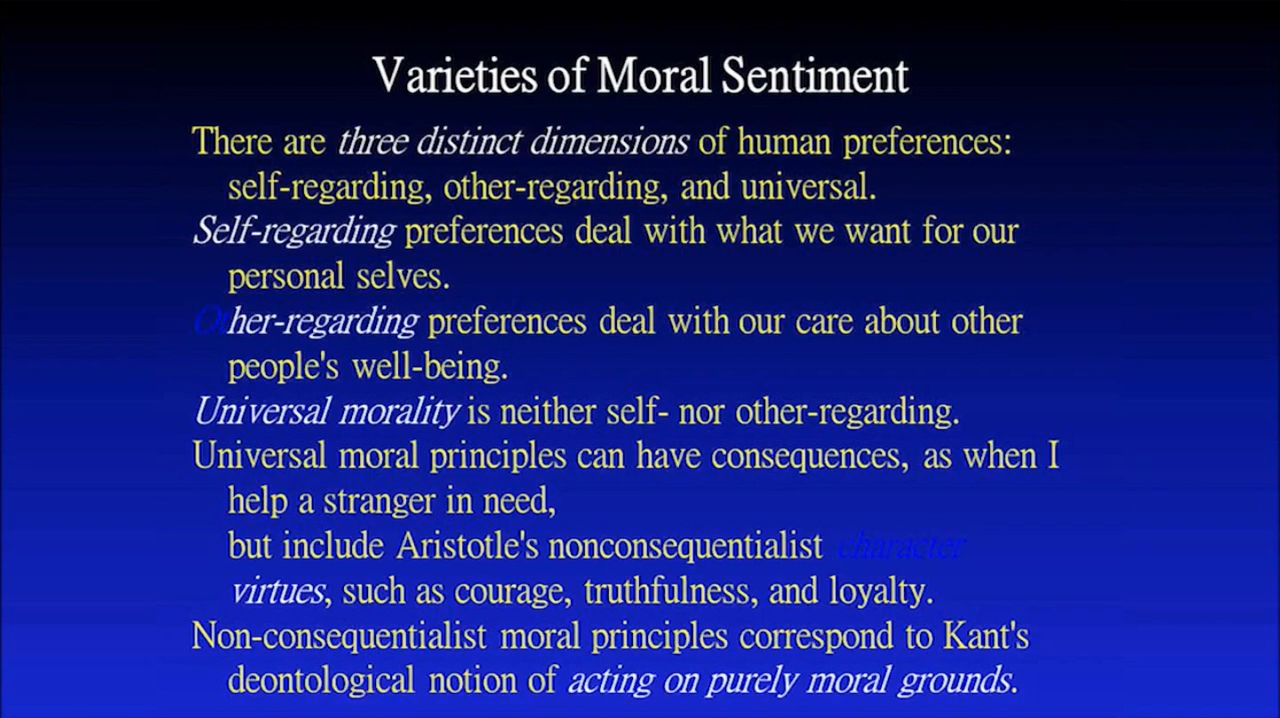 Varieties of Moral Sentiment
There are three distinct dimensions of human preferences:
self-regarding, other-regarding, and universal.
Self-regarding preferences deal with what we want for our
personal selves.
Other-regarding preferences deal with our care about other
people's well-being.
Universal morality is neither self- nor other-regarding.
Universal moral principles can have consequences, as when I
help a stranger in need,
but include Aristotle's nonconsequentialist character
virtues, such as courage, truthfulness, and loyalty.
Non-consequentialist moral principles correspond to Kant's
deontological notion of acting on purely moral grounds.